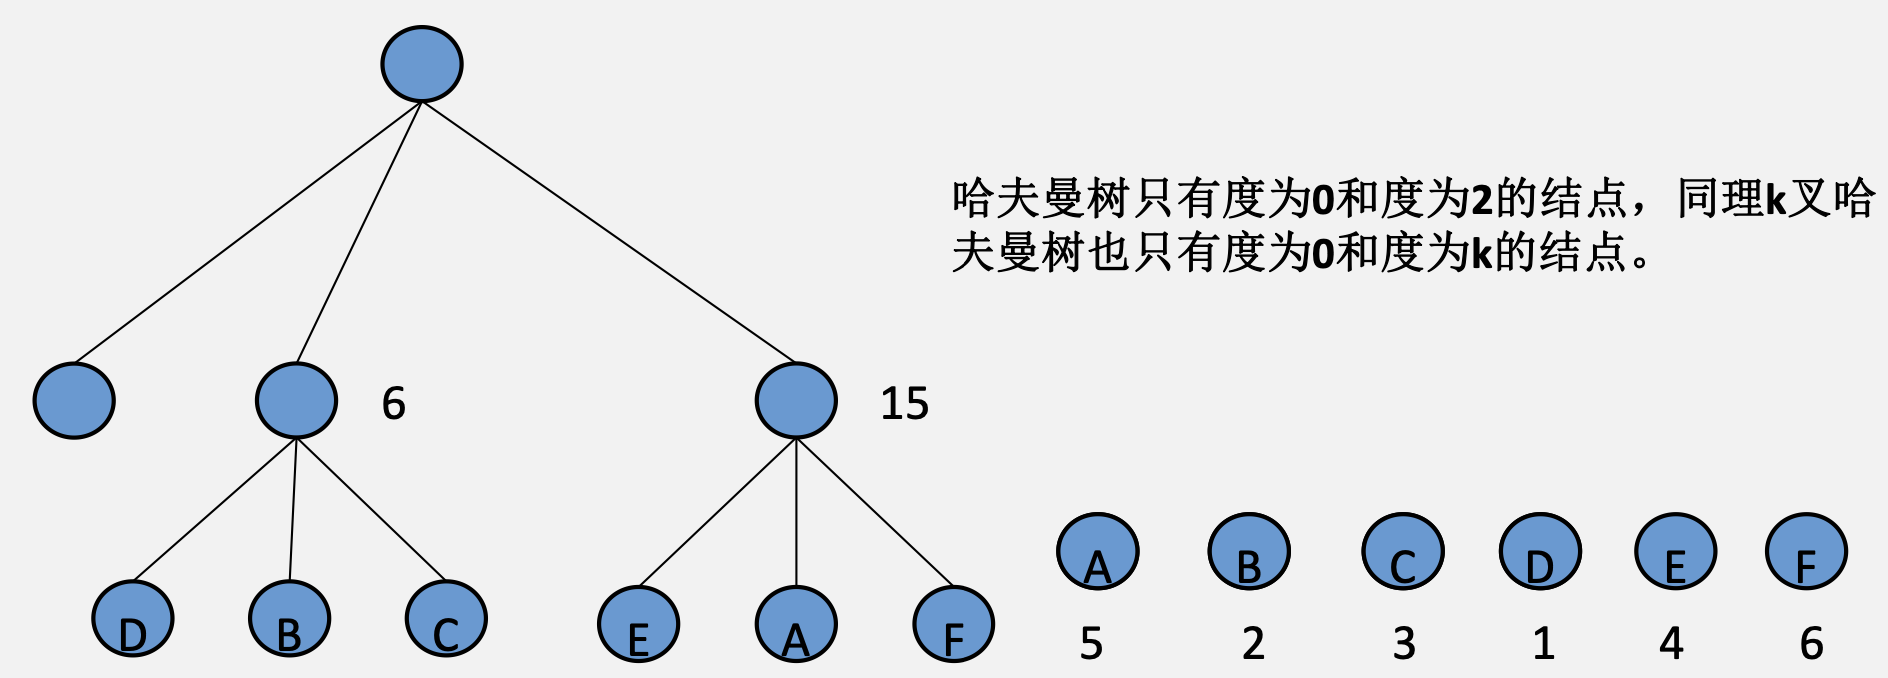 哈夫曼树只有度为0和度为2的结点，同理k叉哈
夫曼树也只有度为0和度为k的结点。
6
15
A B C D E F
D B C E A F
5 2 3 1 4 6